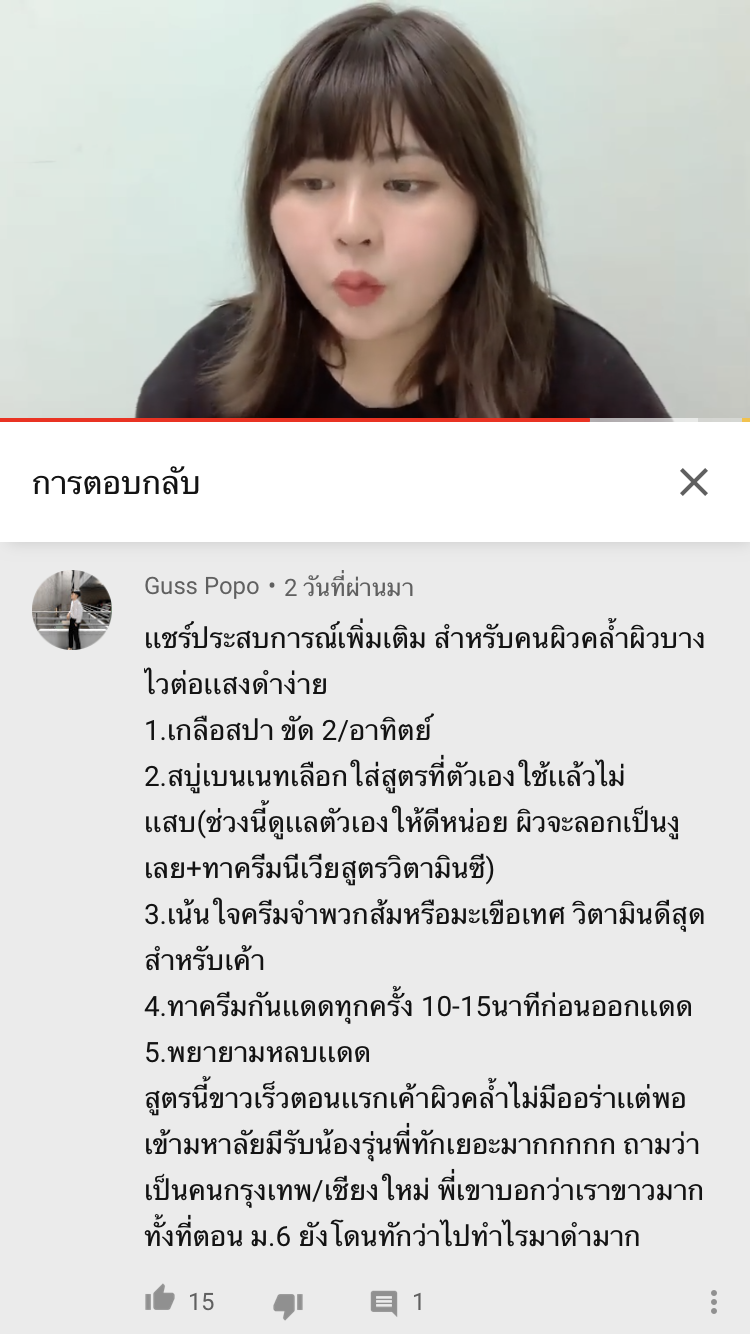 การตอบกลับ
Guss Popo • 2 วันที่ผ่านมา
แชร์ประสบการณ์เพิ่มเติม สำหรับคนผิวคล้ำผิวบาง
ไวต่อแสงดำง่าย
1.เกลือสปา ขัด 2/อาทิตย์
2.สบู่เบนเนทเลือกใส่สูตรที่ตัวเองใช้แล้วไม่
แสบ(ช่วงนี้ดูแลตัวเองให้ดีหน่อย ผิวจะลอกเป็นงู
เลย+ทาครีมนีเวียสูตรวิตามินซี)
3.เน้นใจครีมจำพวกส้มหรือมะเขือเทศ วิตามินดีสุด
สำหรับเค้า
4.ทาครีมกันแดดทุกครั้ง 10-15นาทีก่อนออกแดด
5.พยายามหลบแดด
สูตรนี้ขาวเร็วตอนแรกเค้าผิวคล้ำไม่มีออร่าแต่พอ
เข้ามหาลัยมีรับน้องรุ่นพี่ทักเยอะมากกกกก ถามว่า
เป็นคนกรุงเทพ/เชียงใหม่ พี่เขาบอกว่าเราขาวมาก
ทั้งที่ตอน ม.6 ยังโดนทักว่าไปทำไรมาดำมาก
15 1